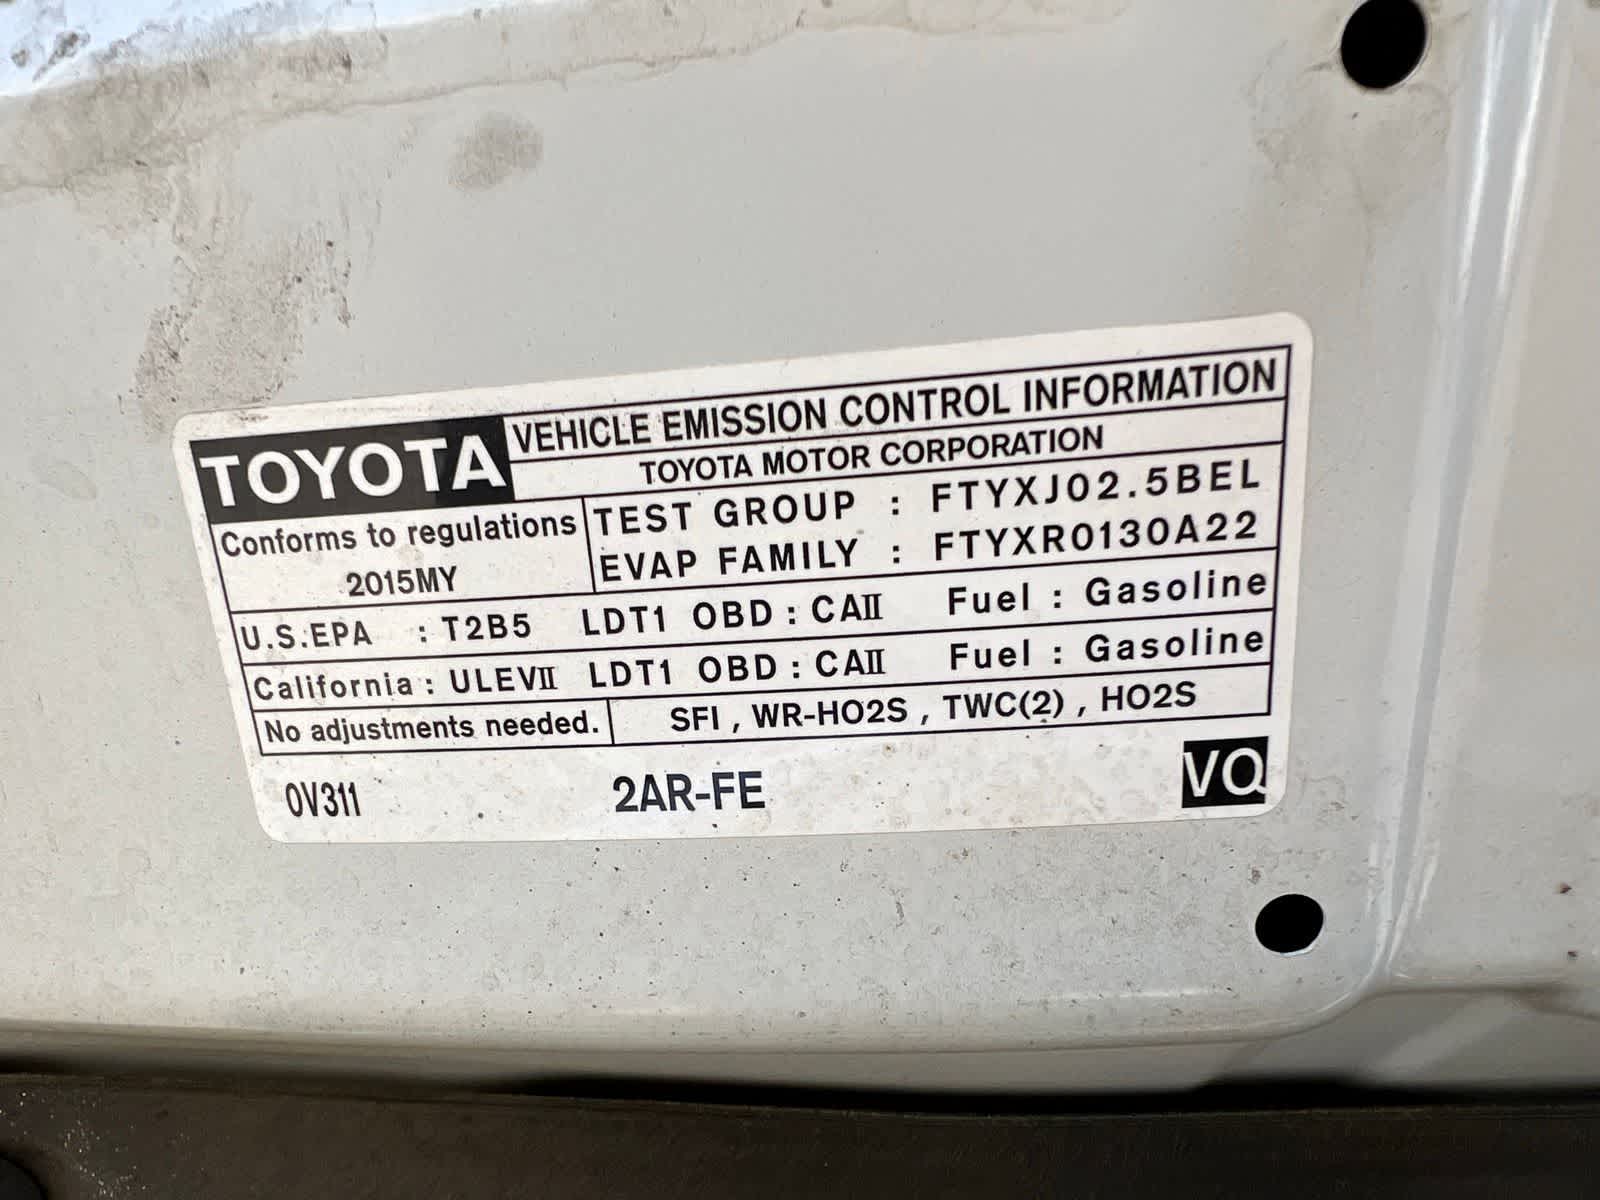 TOYOTA VEHICLE EMISSION CONTROL INFORMATION
TOYOTA MOTOR CORPORATION
Conforms to regulations
2015MY
TEST GROUP : FTYXJ02.5BEL
EVAP FAMILY : FTYXR0130A22
U.S.EPA : T2B5 LDT1 OBD : CAII Fuel : Gasoline
California : ULEVII LDT1 OBD : CAII Fuel : Gasoline
No adjustments needed. SFI , WR-HO2S , TWC(2) , HO2S
0V311 2AR-FE VQ